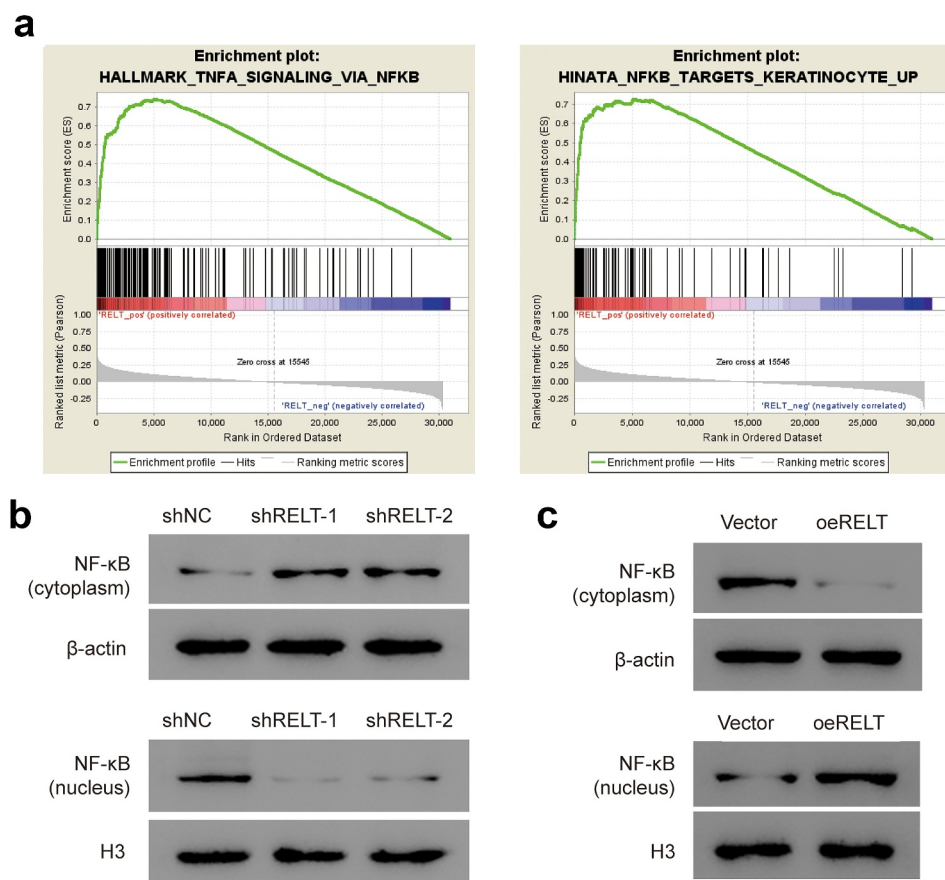 a
Enrichment plot:
HALLMARK_TNFA_SIGNALING_VIA_NFKB
Enrichment score (ES)
0.7
0.6
0.5
0.4
0.3
0.2
0.1
0.0
'RELT_pos' (positively correlated)
Ranked list metric (Pearson)
1.00
0.75
0.50
0.25
0.00
-0.25
Zero cross at 15545
'RELT_neg' (negatively correlated)
0 5,000 10,000 15,000 20,000 25,000 30,000
Rank in Ordered Dataset
Enrichment profile Hits Ranking metric scores
Enrichment plot:
HINATA_NFKB_TARGETS_KERATINOCYTE_UP
Enrichment score (ES)
0.7
0.6
0.5
0.4
0.3
0.2
0.1
0.0
'RELT_pos' (positively correlated)
Ranked list metric (Pearson)
1.00
0.75
0.50
0.25
0.00
-0.25
Zero cross at 15545
'RELT_neg' (negatively correlated)
0 5,000 10,000 15,000 20,000 25,000 30,000
Rank in Ordered Dataset
Enrichment profile Hits Ranking metric scores
b
shNC shRELT-1 shRELT-2
NF-κB
(cytoplasm)
β-actin
shNC shRELT-1 shRELT-2
NF-κB
(nucleus)
H3
c
Vector oeRELT
NF-κB
(cytoplasm)
β-actin
Vector oeRELT
NF-κB
(nucleus)
H3